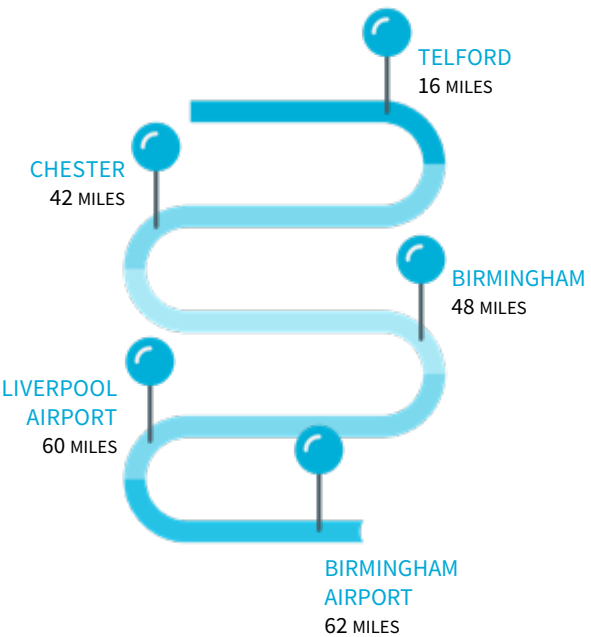 TELFORD
16 MILES
CHESTER
42 MILES
BIRMINGHAM
48 MILES
LIVERPOOL
AIRPORT
60 MILES
BIRMINGHAM
AIRPORT
62 MILES